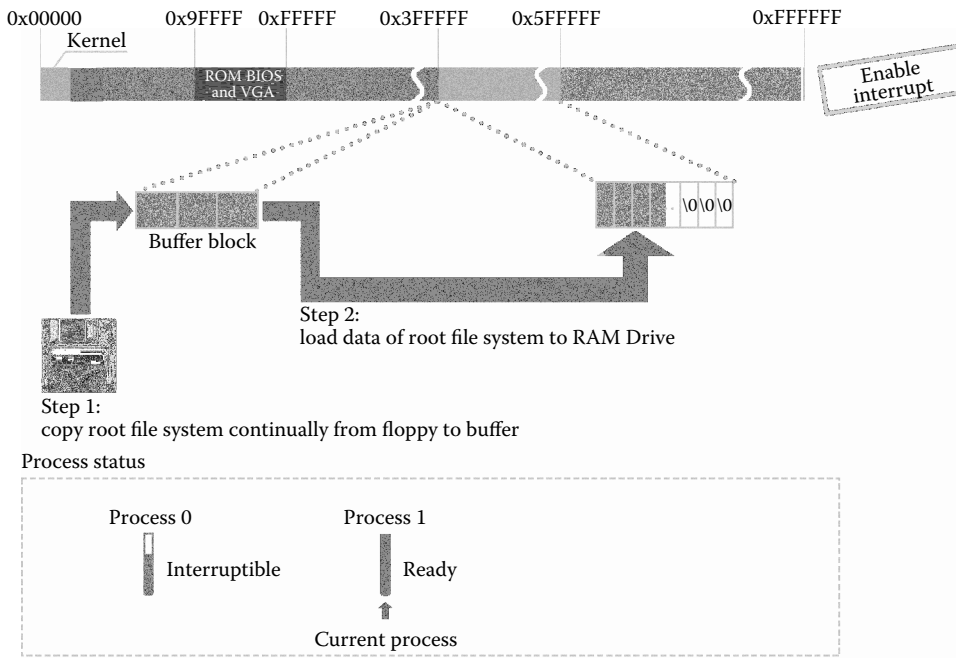 0x00000 0x9FFFF 0xFFFFF 0x3FFFFF 0x5FFFFF 0xFFFFFF
Kernel
ROM BIOS
and VGA
Enable
interrupt
\0 \0 \0
Buffer block
Step 2:
load data of root file system to RAM Drive
Step 1:
copy root file system continually from floppy to buffer
Process status
Process 0 Process 1
Interruptible Ready
Current process